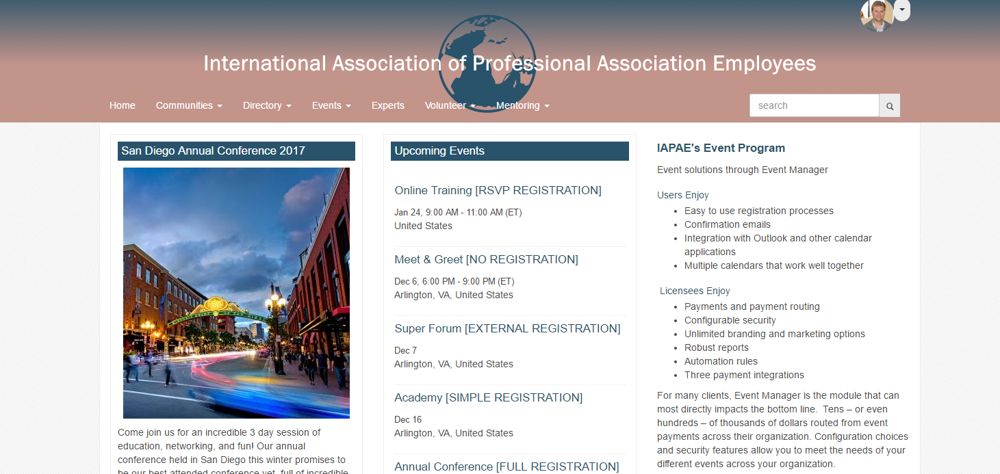 International Association of Professional Association Employees
Home Communities Directory Events Experts Volunteer Mentoring
search
San Diego Annual Conference 2017
Come join us for an incredible 3 day session of
education, networking, and fun! Our annual
conference held in San Diego this winter promises to
be our best attended conference yet, full of incredible
Upcoming Events
Online Training [RSVP REGISTRATION]
Jan 24, 9:00 AM - 11:00 AM (ET)
United States
Meet & Greet [NO REGISTRATION]
Dec 6, 6:00 PM - 9:00 PM (ET)
Arlington, VA, United States
Super Forum [EXTERNAL REGISTRATION]
Dec 7
Arlington, VA, United States
Academy [SIMPLE REGISTRATION]
Dec 16
Arlington, VA, United States
Annual Conference [FULL REGISTRATION]
IAPAE's Event Program
Event solutions through Event Manager
Users Enjoy
Easy to use registration processes
Confirmation emails
Integration with Outlook and other calendar
applications
Multiple calendars that work well together
Licensees Enjoy
Payments and payment routing
Configurable security
Unlimited branding and marketing options
Robust reports
Automation rules
Three payment integrations
For many clients, Event Manager is the module that can
most directly impacts the bottom line.  Tens – or even
hundreds – of thousands of dollars routed from event
payments across their organization. Configuration choices
and security features allow you to meet the needs of your
different events across your organization.